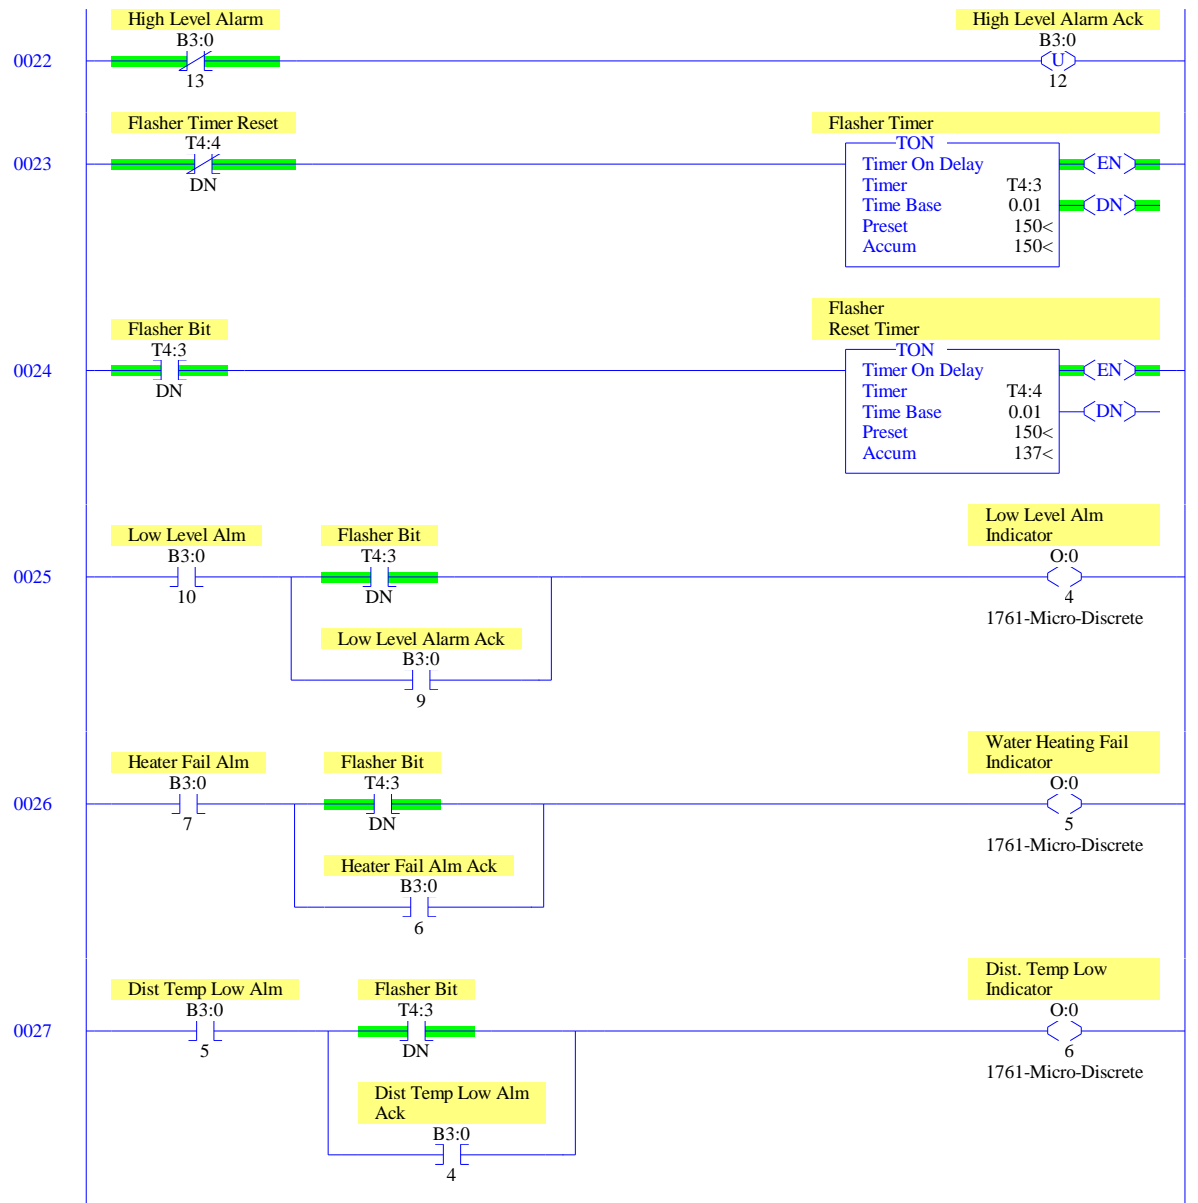 High Level Alarm
B3:0
13
High Level Alarm Ack
B3:0
U
12
0022
Flasher Timer Reset
T4:4
DN
0023
Flasher Timer
TON
Timer On Delay
Timer T4:3
Time Base 0.01
Preset 150<
Accum 150<
EN
DN
Flasher Bit
T4:3
DN
0024
Flasher
Reset Timer
TON
Timer On Delay
Timer T4:4
Time Base 0.01
Preset 150<
Accum 137<
EN
DN
0025
Low Level Alm
B3:0
10
Flasher Bit
T4:3
DN
Low Level Alarm Ack
B3:0
9
Low Level Alm
Indicator
O:0
4
1761-Micro-Discrete
0026
Heater Fail Alm
B3:0
7
Flasher Bit
T4:3
DN
Heater Fail Alm Ack
B3:0
6
Water Heating Fail
Indicator
O:0
5
1761-Micro-Discrete
0027
Dist Temp Low Alm
B3:0
5
Flasher Bit
T4:3
DN
Dist Temp Low Alm
Ack
B3:0
4
Dist. Temp Low
Indicator
O:0
6
1761-Micro-Discrete